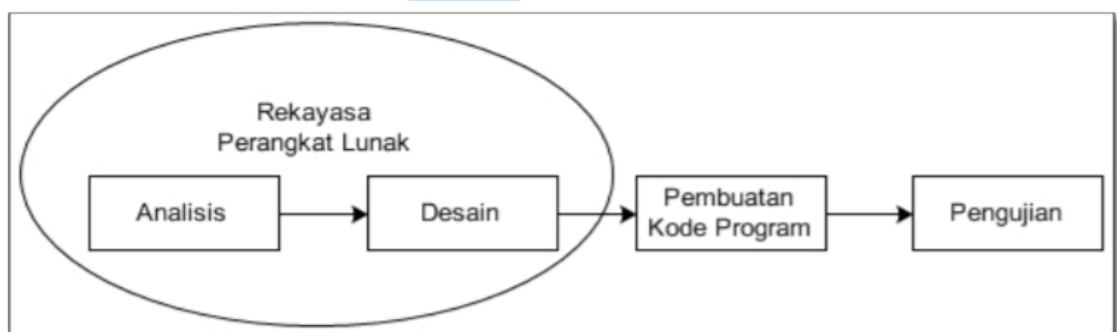 Rekayasa
Perangkat Lunak
Analisis
Desain
Pembuatan
Kode Program
Pengujian